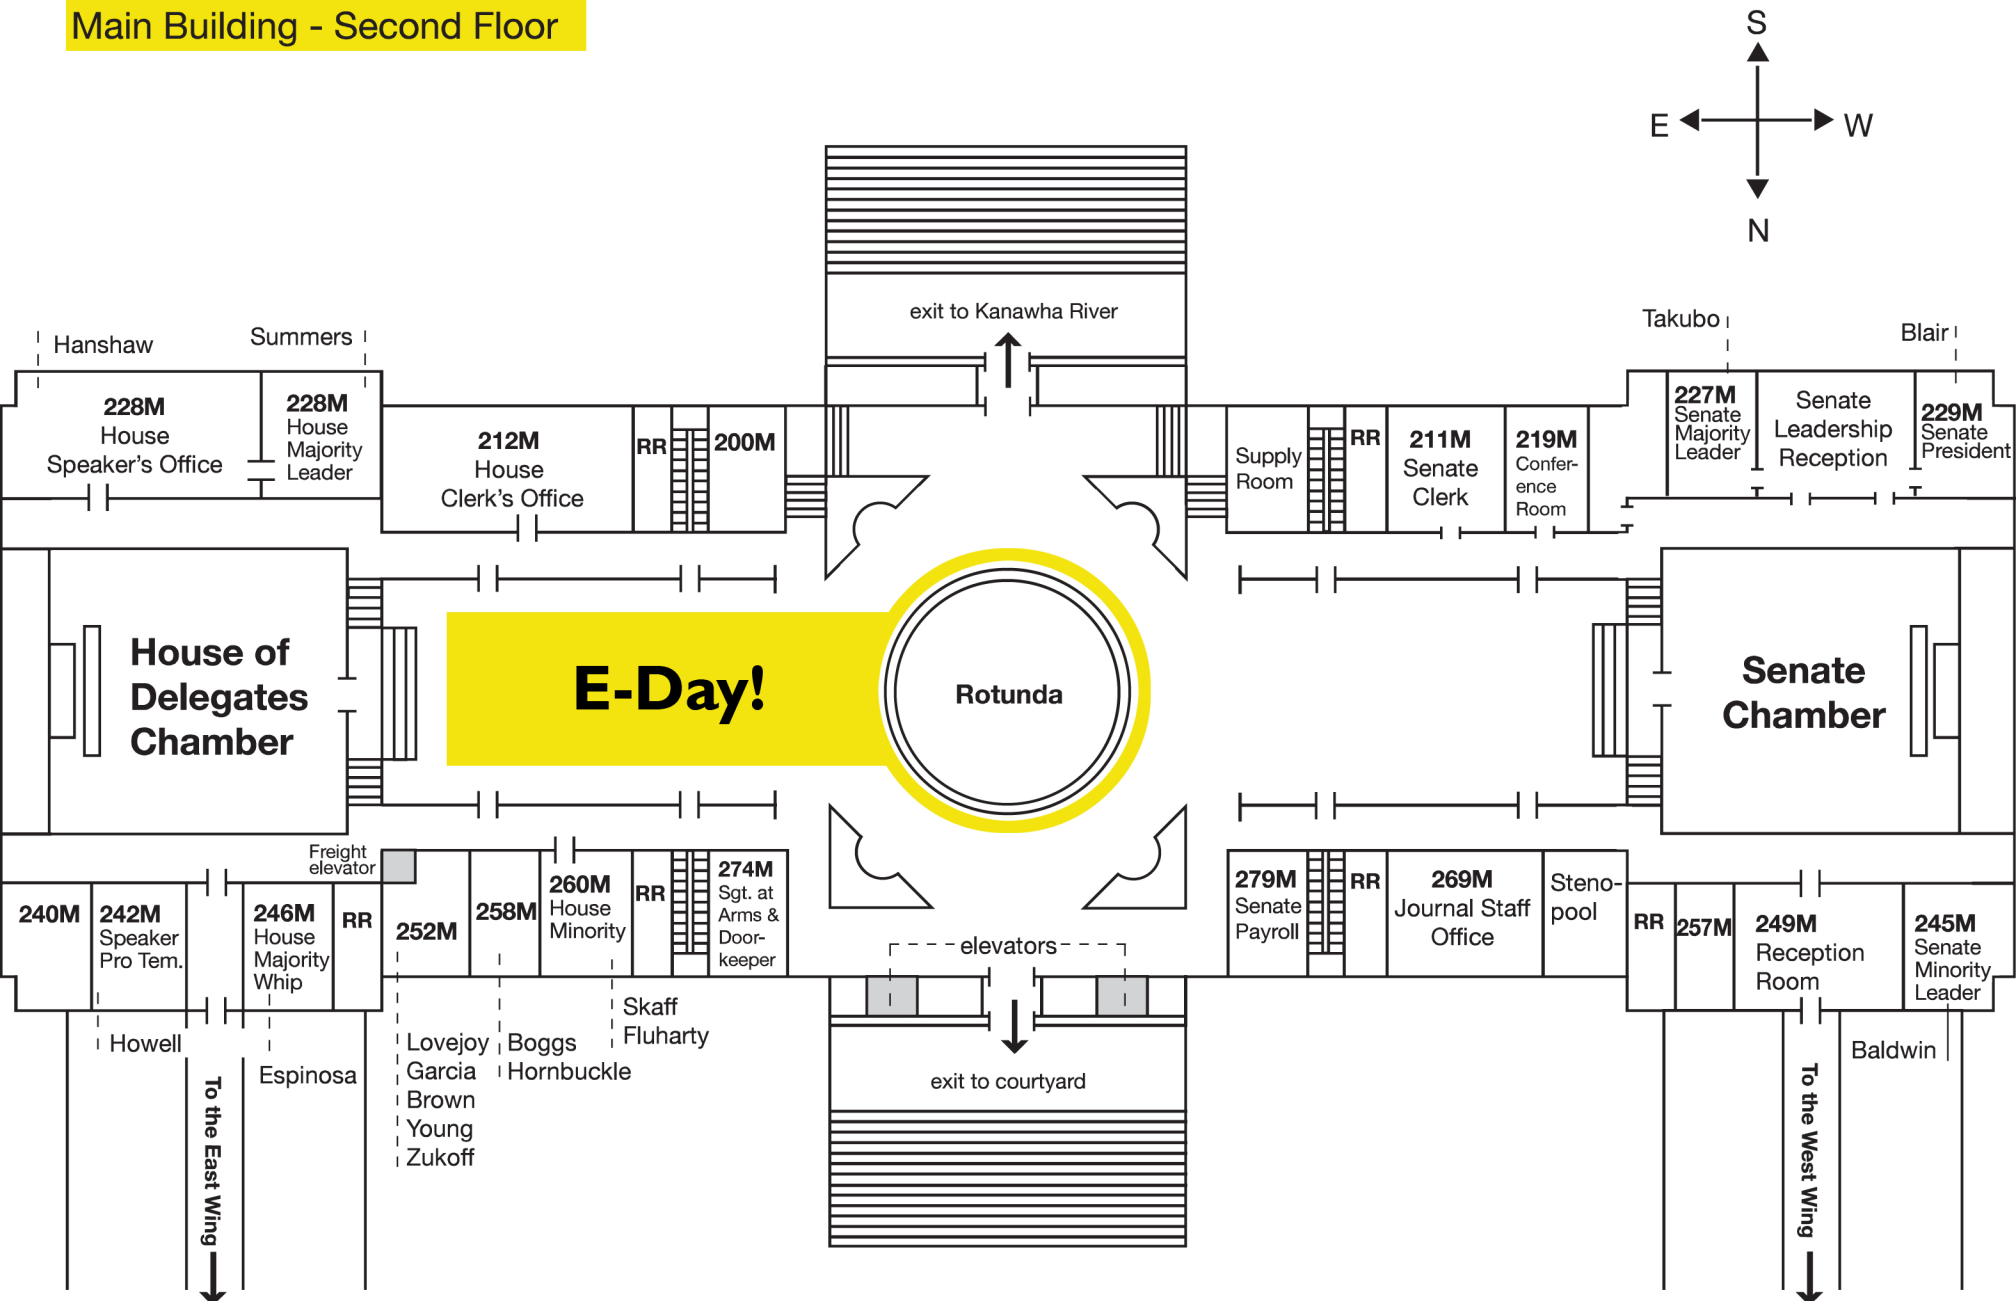 Main Building - Second Floor
S
E
W
N
exit to Kanawha River
Hanshaw
Summers
Takubo
Blair
228M
House
Speaker's Office
228M
House
Majority
Leader
212M
House
Clerk's Office
RR
200M
Supply
Room
RR
211M
Senate
Clerk
219M
Confer-
ence
Room
227M
Senate
Majority
Leader
Senate
Leadership
Reception
229M
Senate
President
House of
Delegates
Chamber
E-Day!
Rotunda
Senate
Chamber
Freight
elevator
240M
242M
Speaker
Pro Tem.
246M
House
Majority
Whip
RR
252M
258M
260M
House
Minority
RR
274M
Sgt. at
Arms &
Door-
keeper
elevators
279M
Senate
Payroll
RR
269M
Journal Staff
Office
Steno-
pool
RR
257M
249M
Reception
Room
245M
Senate
Minority
Leader
Howell
Espinosa
Lovejoy
Garcia
Brown
Young
Zukoff
Boggs
Hornbuckle
Skaff
Fluharty
exit to courtyard
Baldwin
To the East Wing
To the West Wing